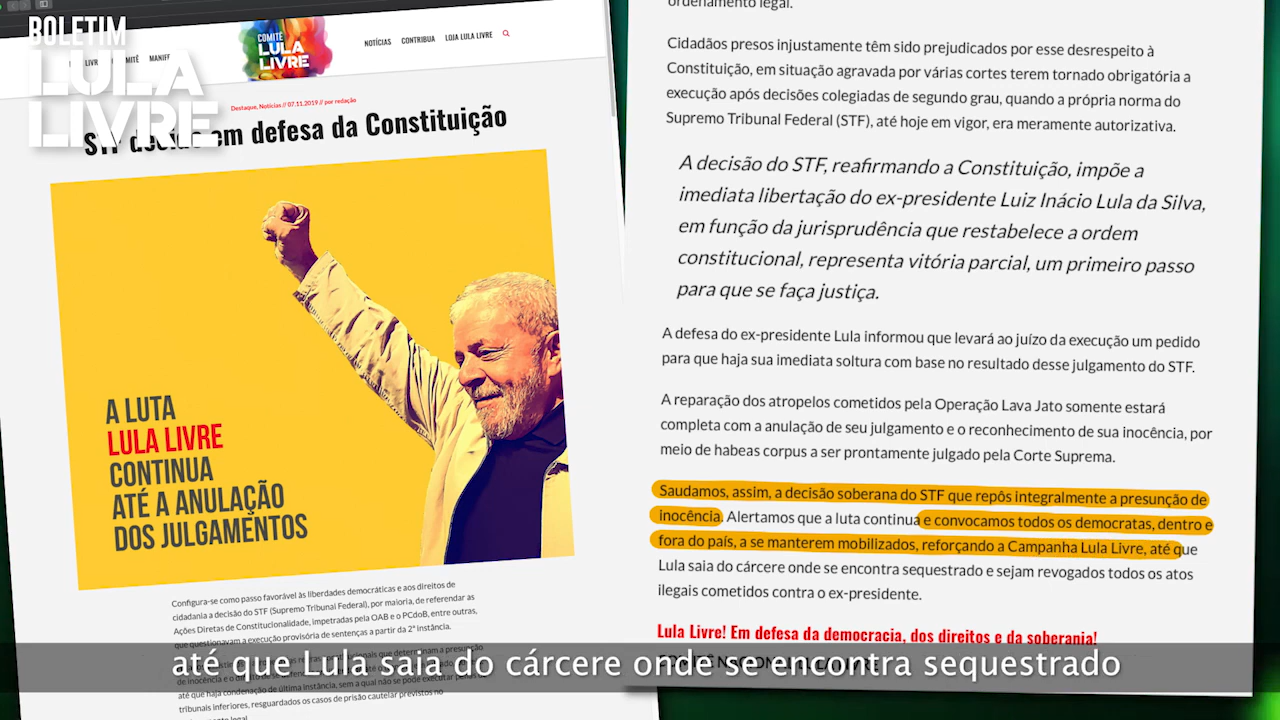 BOLETIM
LULA
LIVRE
LIVR
MITÊ
MANIFE
COMITÊ
LULA
LIVRE
NOTÍCIAS
CONTRIBUA
LOJA LULA LIVRE
Destaque, Notícias // 07.11.2019 // por redação
STF decide em defesa da Constituição
A LUTA
LULA LIVRE
CONTINUA
ATÉ A ANULAÇÃO
DOS JULGAMENTOS
Configura-se como passo favorável às liberdades democráticas e aos direitos de
cidadania a decisão do STF (Supremo Tribunal Federal), por maioria, de referendar as
Ações Diretas de Constitucionalidade, impetradas pela OAB e o PCdoB, entre outras,
que questionavam a execução provisória de sentenças a partir da 2ª instância.
tribunais inferiores, resguardados os casos de prisão cautelar previstos no
ordenamento legal.
Cidadãos presos injustamente têm sido prejudicados por esse desrespeito à
Constituição, em situação agravada por várias cortes terem tornado obrigatória a
execução após decisões colegiadas de segundo grau, quando a própria norma do
Supremo Tribunal Federal (STF), até hoje em vigor, era meramente autorizativa.
A decisão do STF, reafirmando a Constituição, impõe a
imediata libertação do ex-presidente Luiz Inácio Lula da Silva,
em função da jurisprudência que restabelece a ordem
constitucional, representa vitória parcial, um primeiro passo
para que se faça justiça.
A defesa do ex-presidente Lula informou que levará ao juízo da execução um pedido
para que haja sua imediata soltura com base no resultado desse julgamento do STF.
A reparação dos atropelos cometidos pela Operação Lava Jato somente estará
completa com a anulação de seu julgamento e o reconhecimento de sua inocência, por
meio de habeas corpus a ser prontamente julgado pela Corte Suprema.
Saudamos, assim, a decisão soberana do STF que repôs integralmente a presunção de
inocência. Alertamos que a luta continua e convocamos todos os democratas, dentro e
fora do país, a se manterem mobilizados, reforçando a Campanha Lula Livre, até que
Lula saia do cárcere onde se encontra sequestrado e sejam revogados todos os atos
ilegais cometidos contra o ex-presidente.
Lula Livre! Em defesa da democracia, dos direitos e da soberania!
até que Lula saia do cárcere onde se encontra sequestrado